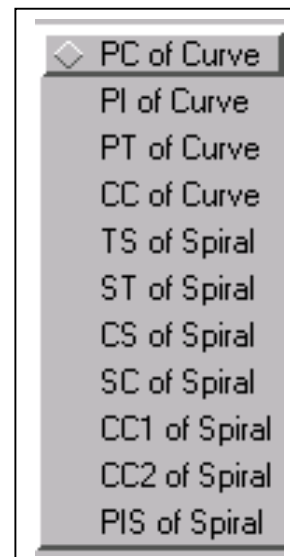 PC of Curve
PI of Curve
PT of Curve
CC of Curve
TS of Spiral
ST of Spiral
CS of Spiral
SC of Spiral
CC1 of Spiral
CC2 of Spiral
PIS of Spiral